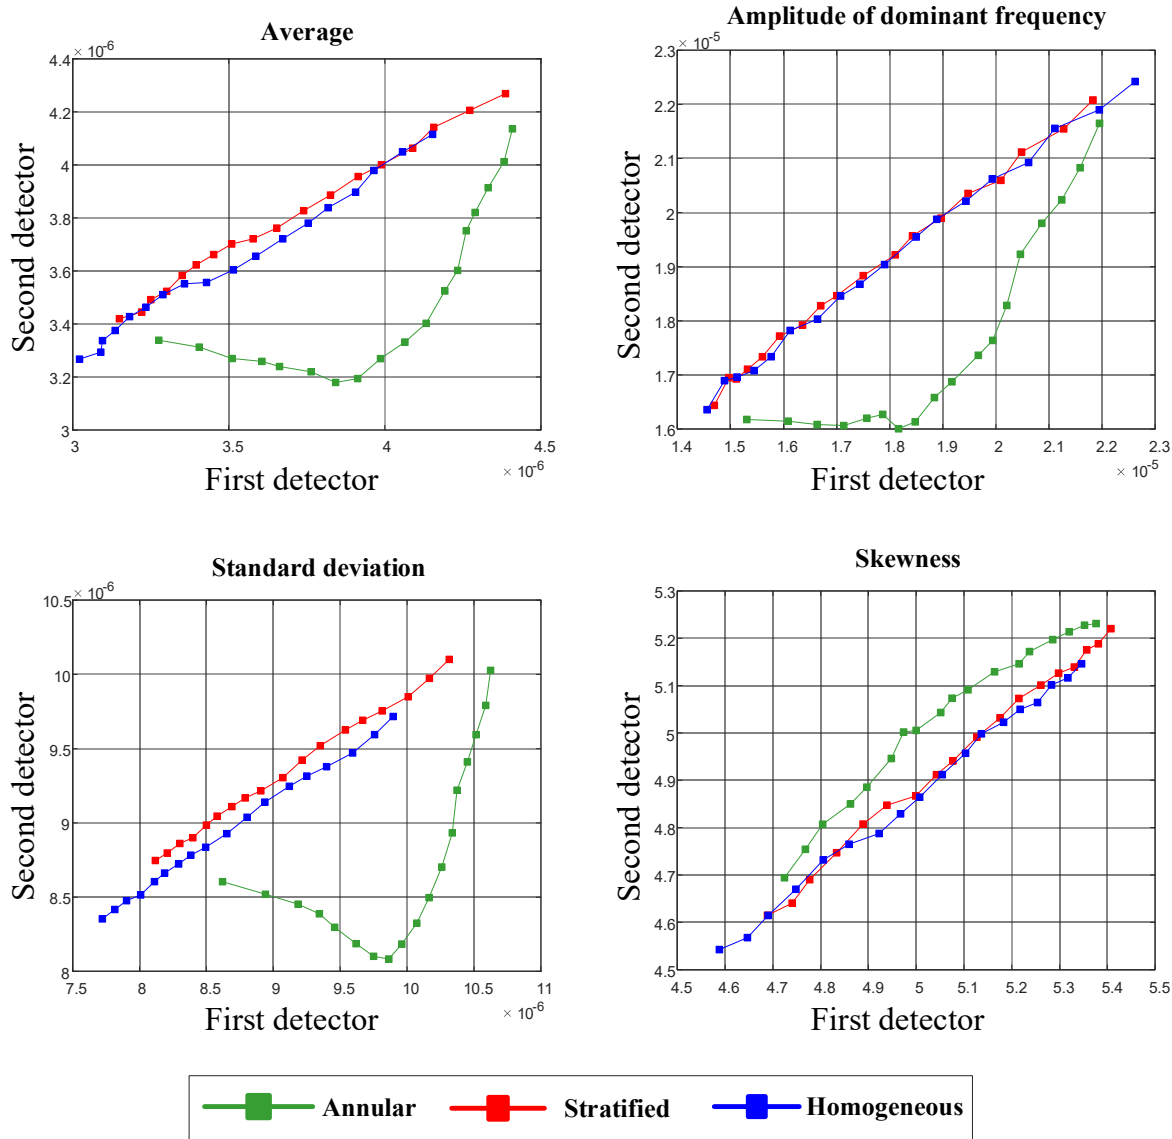 Average
× 10⁻⁶
4.4
4.2
4
3.8
3.6
3.4
3.2
3
Second detector
3 3.5 4 4.5
× 10⁻⁶
First detector
Amplitude of dominant frequency
× 10⁻⁵
2.3
2.2
2.1
2
1.9
1.8
1.7
1.6
Second detector
1.4 1.5 1.6 1.7 1.8 1.9 2 2.1 2.2 2.3
× 10⁻⁵
First detector
Standard deviation
× 10⁻⁶
10.5
10
9.5
9
8.5
8
Second detector
7.5 8 8.5 9 9.5 10 10.5 11
× 10⁻⁶
First detector
Skewness
5.3
5.2
5.1
5
4.9
4.8
4.7
4.6
4.5
Second detector
4.5 4.6 4.7 4.8 4.9 5 5.1 5.2 5.3 5.4 5.5
First detector
Annular Stratified Homogeneous